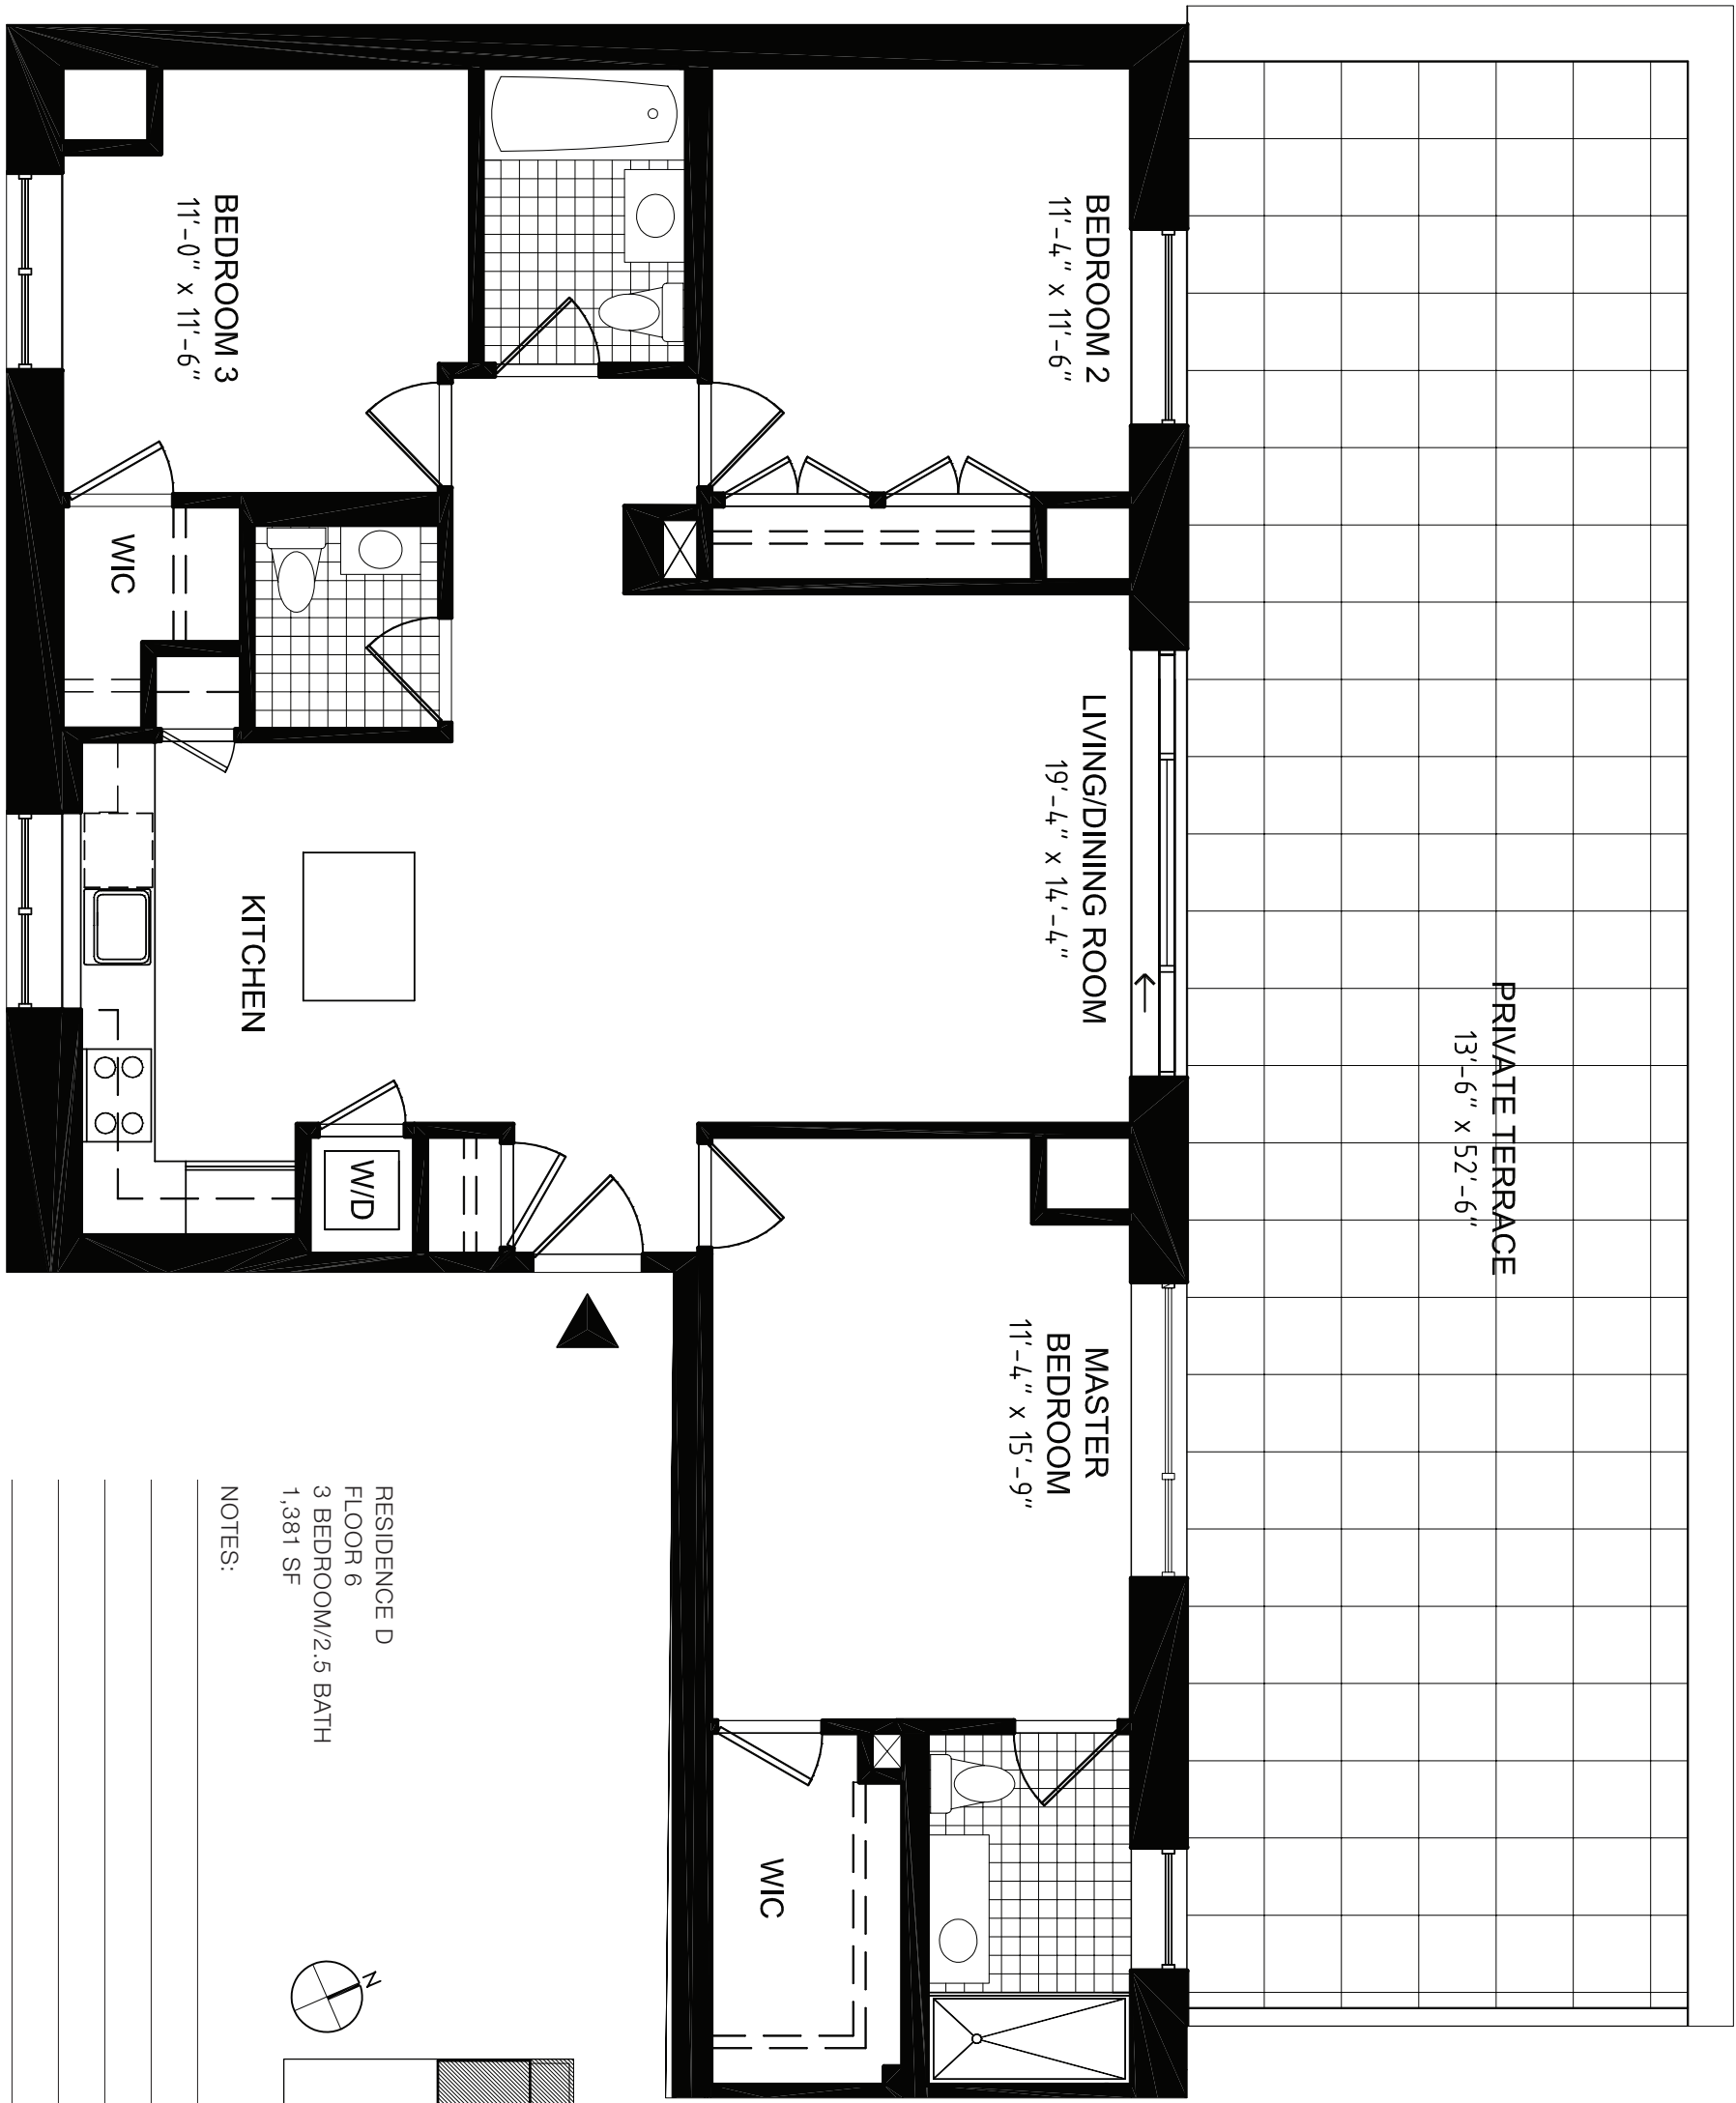 PRIVATE TERRACE
13'-6" x 52'-6"
BEDROOM 2
11'-4" x 11'-6"
LIVING/DINING ROOM
19'-4" x 14'-4"
MASTER
BEDROOM
11'-4" x 15'-9"
WIC
BEDROOM 3
11'-0" x 11'-6"
WIC
KITCHEN
W/D
RESIDENCE D
FLOOR 6
3 BEDROOM/2.5 BATH
1,381 SF
NOTES:
N